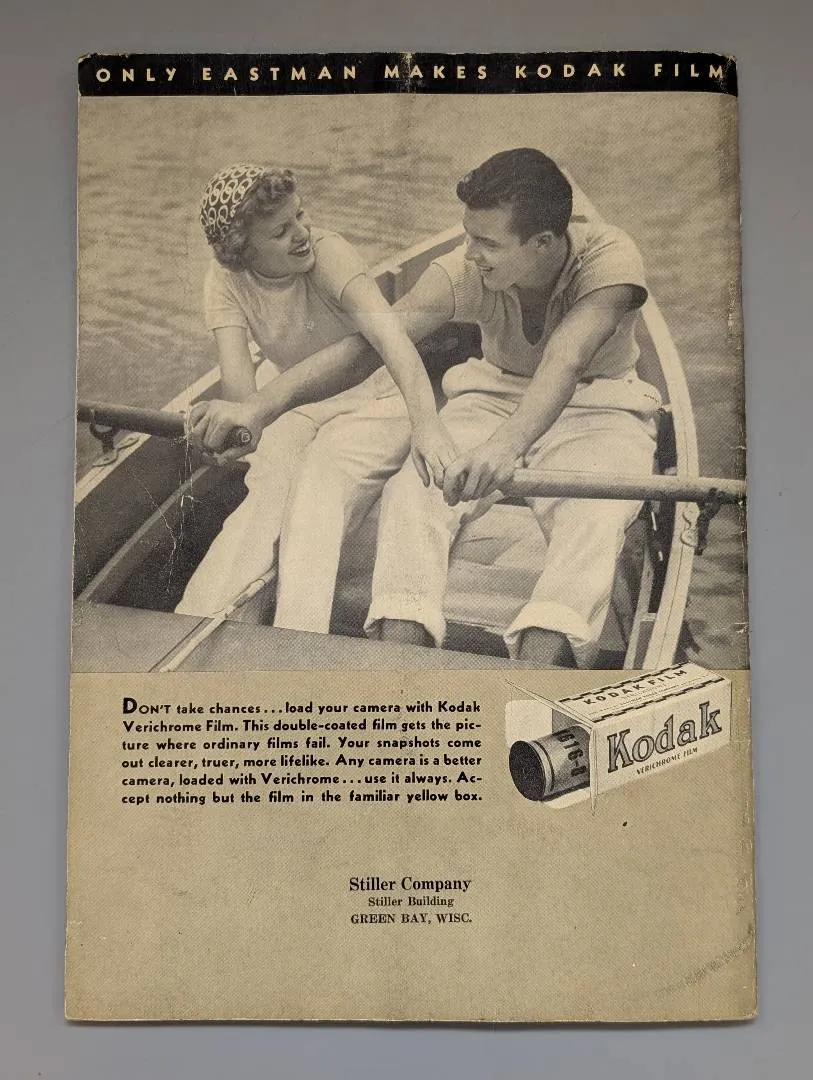 ONLY EASTMAN MAKES KODAK FILM
DON'T take chances...load your camera with Kodak
Verichrome Film. This double-coated film gets the pic-
ture where ordinary films fail. Your snapshots come
out clearer, truer, more lifelike. Any camera is a better
camera, loaded with Verichrome...use it always. Ac-
cept nothing but the film in the familiar yellow box.
KODAK FILM
Kodak
VERICHROME FILM
Stiller Company
Stiller Building
GREEN BAY, WISC.